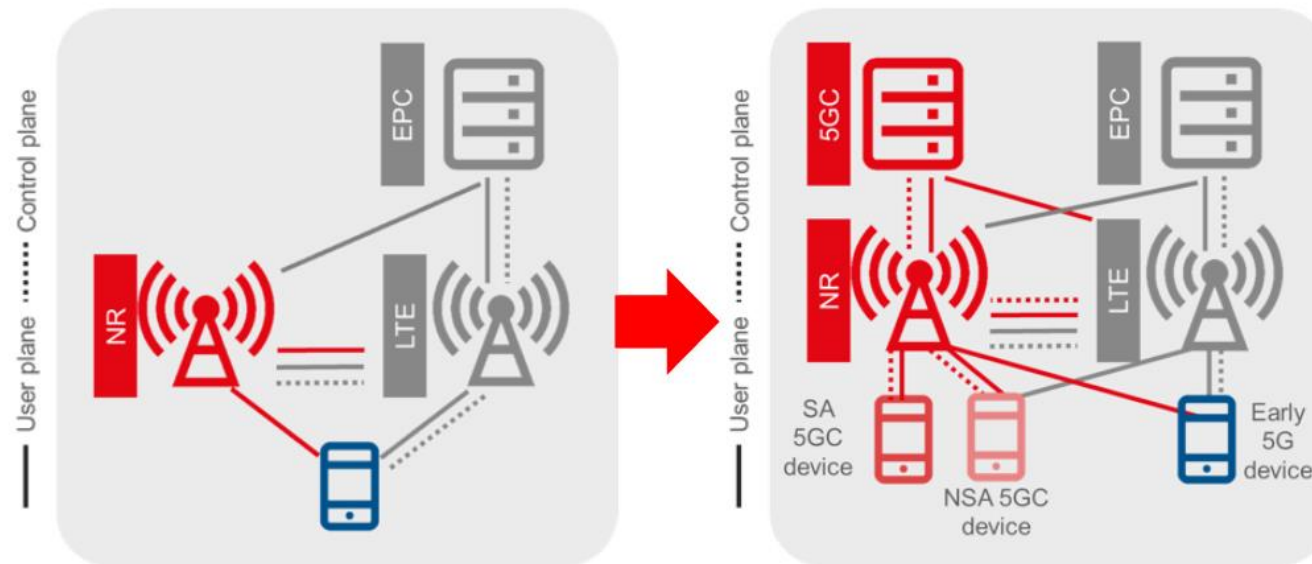 User plane Control plane
EPC
NR
LTE
User plane Control plane
5GC
EPC
NR
LTE
SA
5GC
device
NSA 5GC
device
Early
5G
device